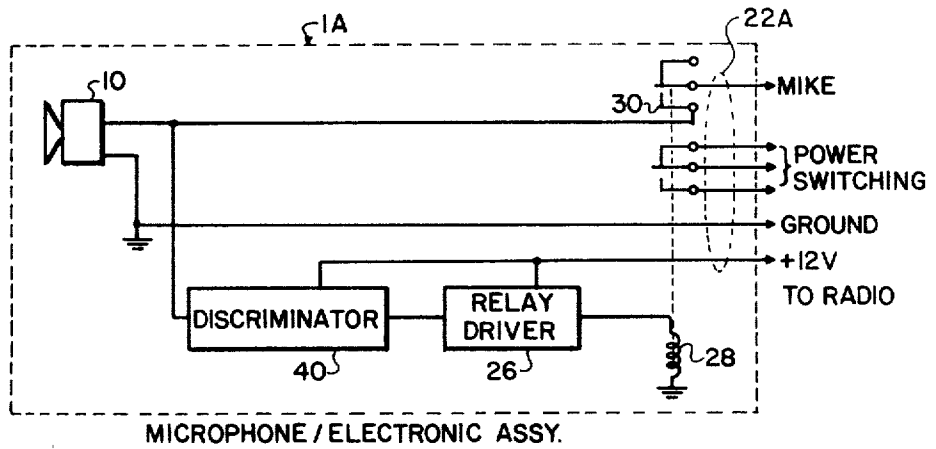 1A
22A
10
MIKE
30
POWER
SWITCHING
GROUND
+12V
TO RADIO
DISCRIMINATOR
RELAY
DRIVER
40
26
28
MICROPHONE / ELECTRONIC ASSY.